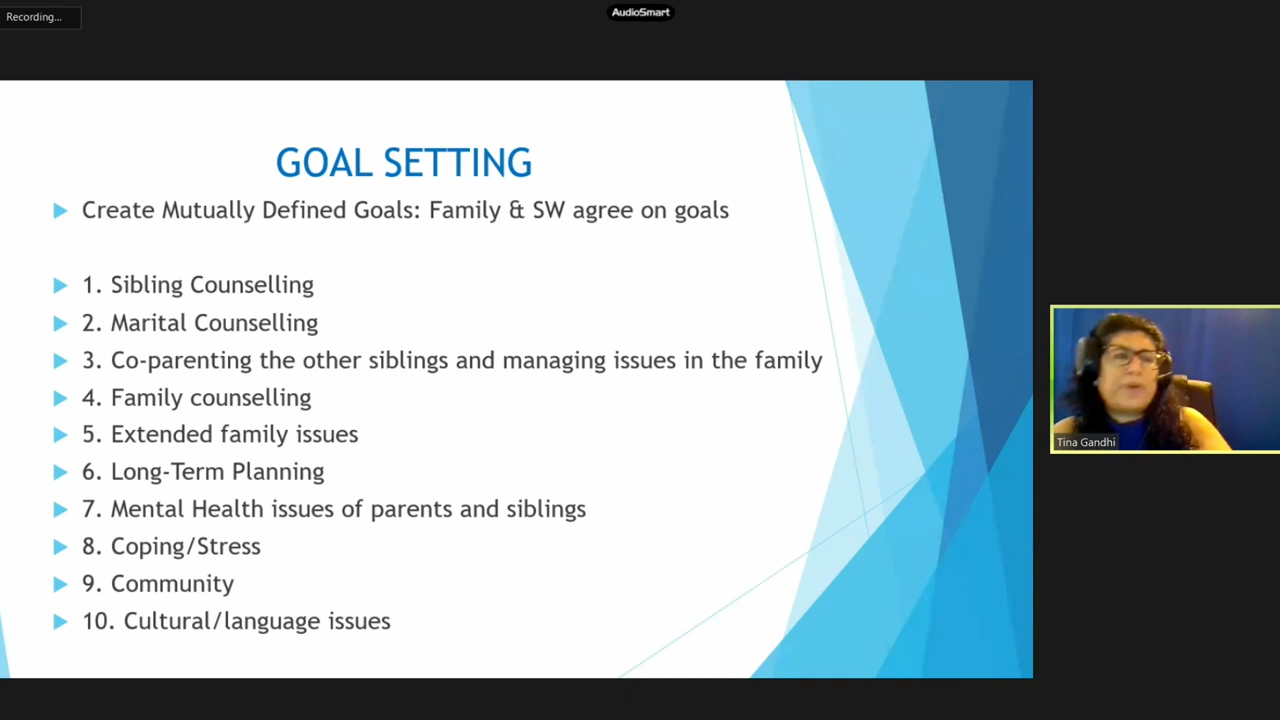 Recording...
AudioSmart
GOAL SETTING
Create Mutually Defined Goals: Family & SW agree on goals
1. Sibling Counselling
2. Marital Counselling
3. Co-parenting the other siblings and managing issues in the family
4. Family counselling
5. Extended family issues
6. Long-Term Planning
7. Mental Health issues of parents and siblings
8. Coping/Stress
9. Community
10. Cultural/language issues
Tina Gandhi